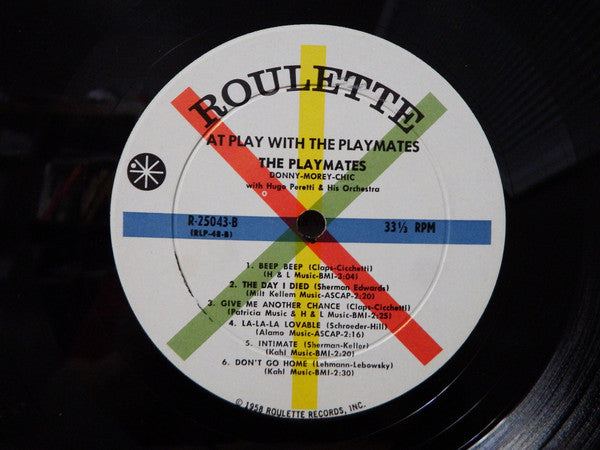 ROULETTE
AT PLAY WITH THE PLAYMATES
THE PLAYMATES
DONNY-MOREY-CHIC
with Hugo Peretti & His Orchestra
R-25043-B
(RLP-48-B)
33⅓ RPM
1. BEEP BEEP (Claps-Cicchetti)
(H & L Music-BMI-3:04)
2. THE DAY I DIED (Sherman Edwards)
(Milt Kellem Music-ASCAP-2:20)
3. GIVE ME ANOTHER CHANCE (Claps-Cicchetti)
(Patricia Music & H L Music-BMI-2:25)
4. LA-LA-LA LOVABLE (Schroeder-Hill)
(Alamo Music-ASCAP-2:16)
5. INTIMATE (Sherman-Keller)
(Kahl Music-BMI-2:20)
6. DON'T GO HOME (Lehmann-Lebowsky)
(Kahl Music-BMI-2:30)
© 1958 ROULETTE RECORDS, INC.